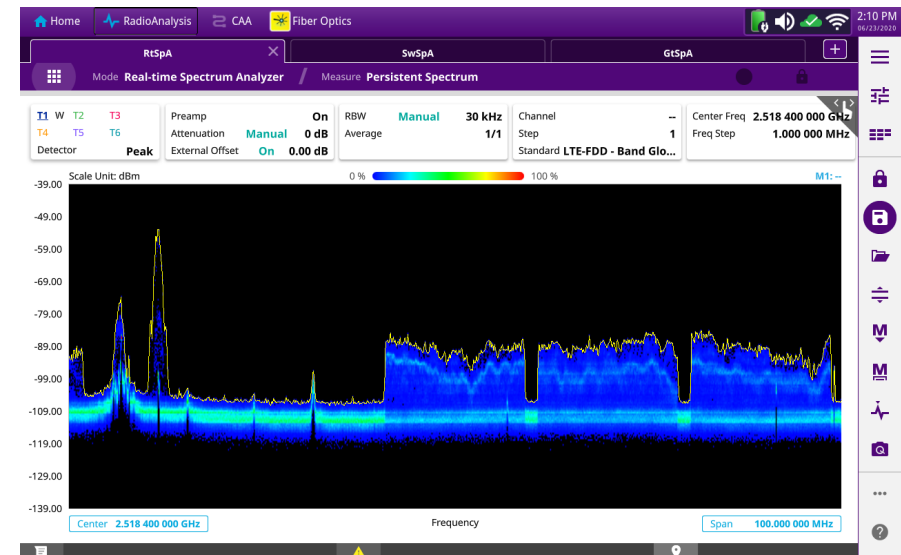 Home RadioAnalysis CAA Fiber Optics 2:10 PM
06/23/2020
RtSpA SwSpA GtSpA
Mode Real-time Spectrum Analyzer / Measure Persistent Spectrum
T1 W T2 T3 Preamp On RBW Manual 30 kHz Channel -- Center Freq 2.518 400 000 GHz
T4 T5 T6 Attenuation Manual 0 dB Average 1/1 Step 1 Freq Step 1.000 000 MHz
Detector Peak External Offset On 0.00 dB Standard LTE-FDD - Band Glo...
Scale Unit: dBm 0 % 100 % M1: --
-39.00
-49.00
-59.00
-69.00
-79.00
-89.00
-99.00
-109.00
-119.00
-129.00
-139.00
Center 2.518 400 000 GHz Frequency Span 100.000 000 MHz